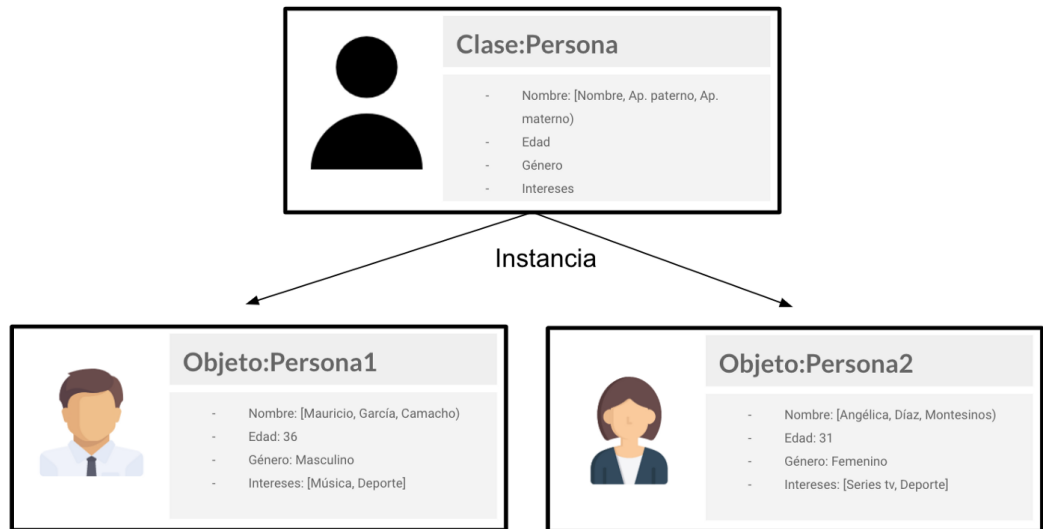 Clase:Persona
- Nombre: [Nombre, Ap. paterno, Ap.
materno)
- Edad
- Género
- Intereses
Instancia
Objeto:Persona1
- Nombre: [Mauricio, García, Camacho)
- Edad: 36
- Género: Masculino
- Intereses: [Música, Deporte]
Objeto:Persona2
- Nombre: [Angélica, Díaz, Montesinos)
- Edad: 31
- Género: Femenino
- Intereses: [Series tv, Deporte]